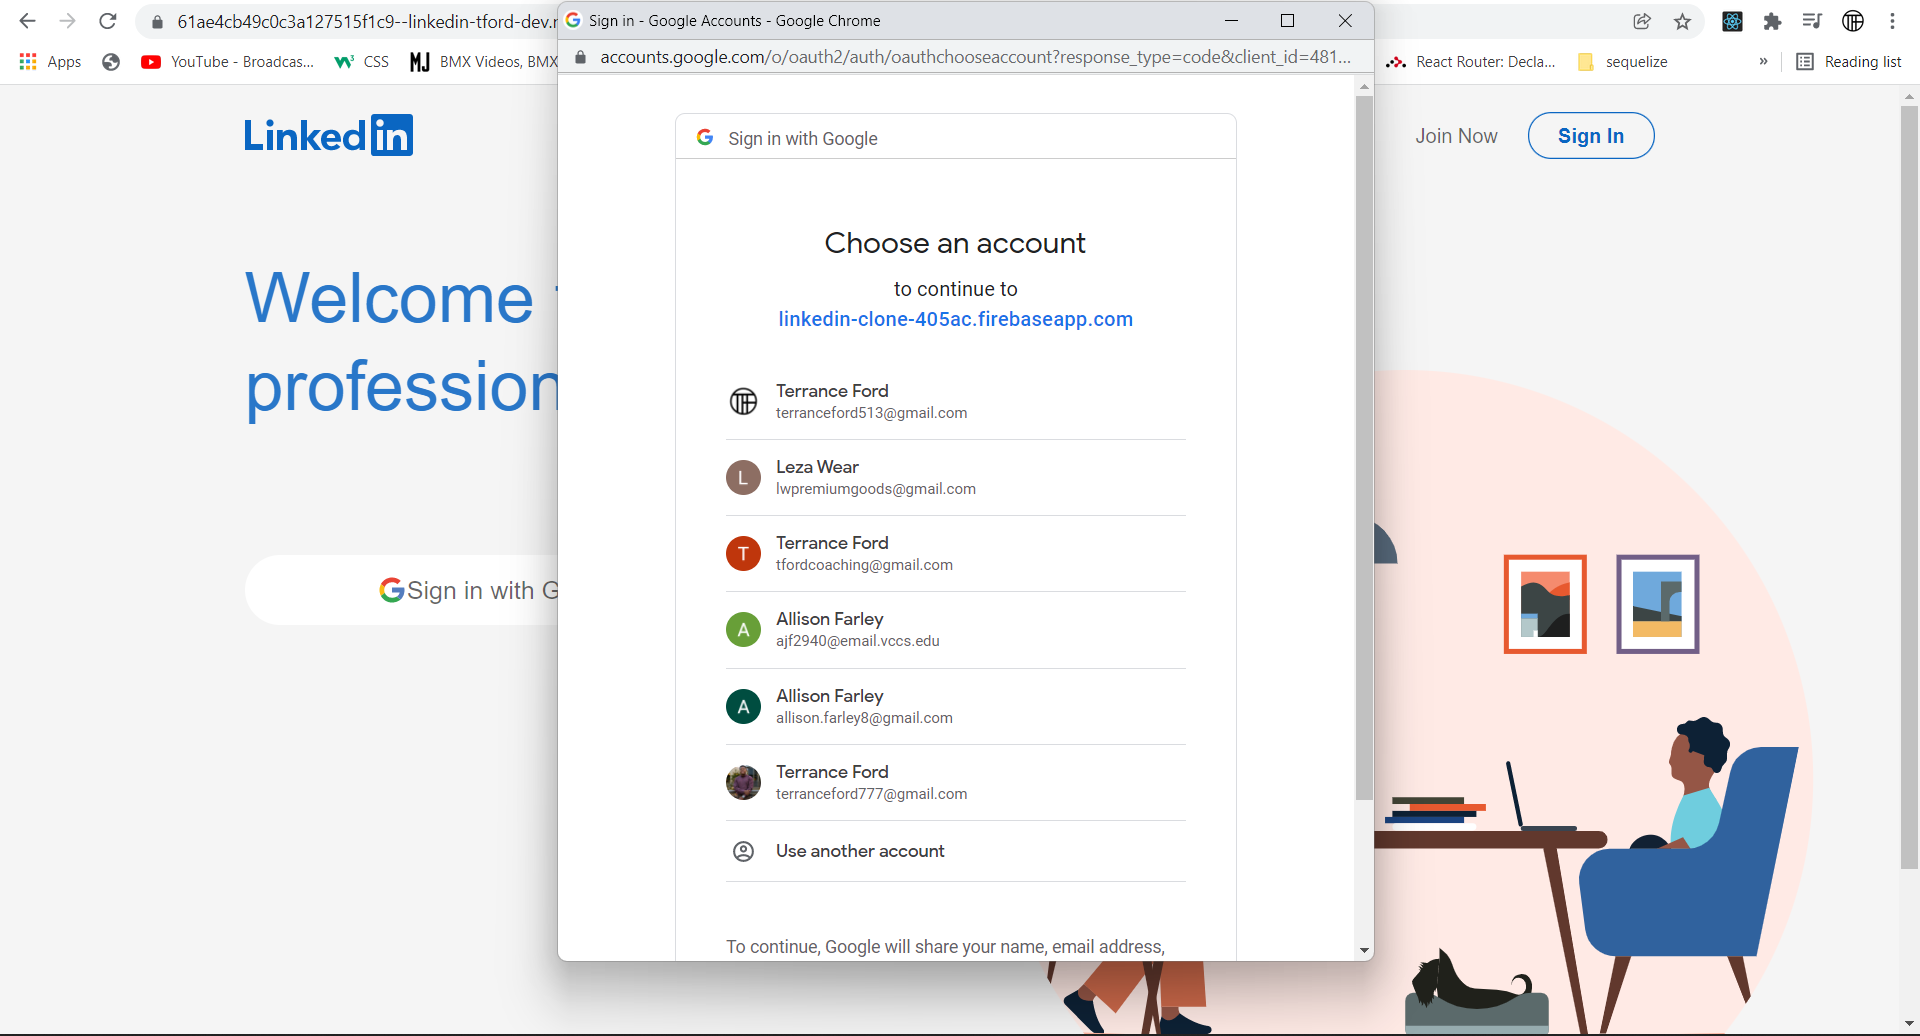 61ae4cb49c0c3a127515f1c9--linkedin-tford-dev.n
Apps
YouTube - Broadcas...
CSS
MJ
BMX Videos, BMX
React Router: Decla...
sequelize
»
Reading list
Sign in - Google Accounts - Google Chrome
accounts.google.com/o/oauth2/auth/oauthchooseaccount?response_type=code&client_id=481...
Linkedin
Join Now
Sign In
Welcome
profession
Sign in with G
Sign in with Google
Choose an account
to continue to
linkedin-clone-405ac.firebaseapp.com
Terrance Ford
terranceford513@gmail.com
L
Leza Wear
lwpremiumgoods@gmail.com
T
Terrance Ford
tfordcoaching@gmail.com
A
Allison Farley
ajf2940@email.vccs.edu
A
Allison Farley
allison.farley8@gmail.com
Terrance Ford
terranceford777@gmail.com
Use another account
To continue, Google will share your name, email address,